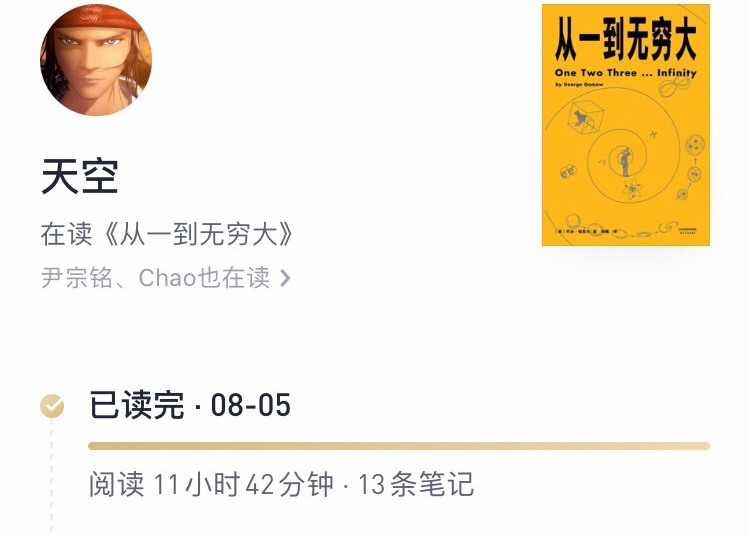 从一到无穷大
One Two Three ... Infinity
by George Gamow
天空
在读《从一到无穷大》
尹宗铭、Chao也在读
已读完 · 08-05
阅读 11小时42分钟 · 13条笔记